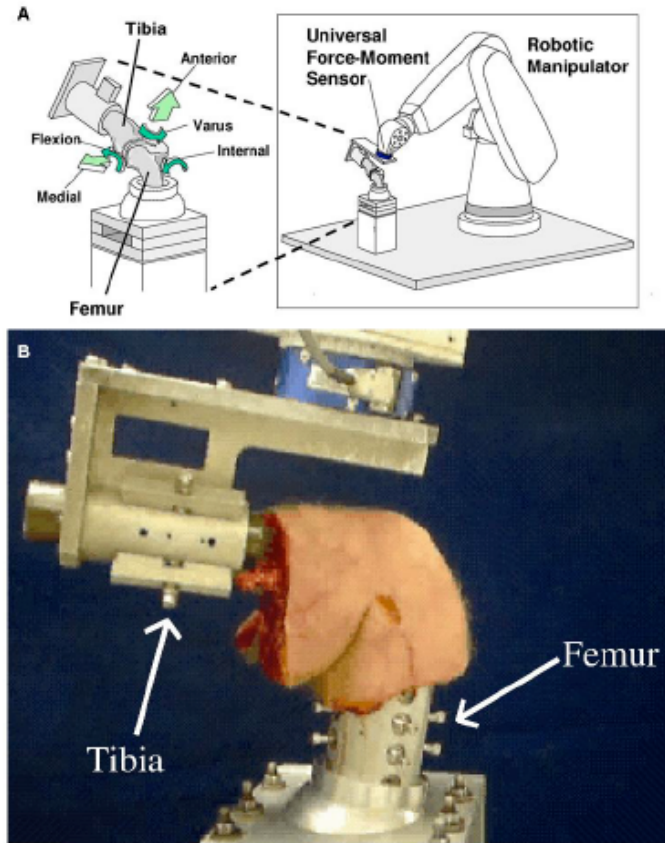 A
Tibia
Anterior
Varus
Flexion
Internal
Medial
Femur
Universal
Force-Moment
Sensor
Robotic
Manipulator
B
Femur
Tibia